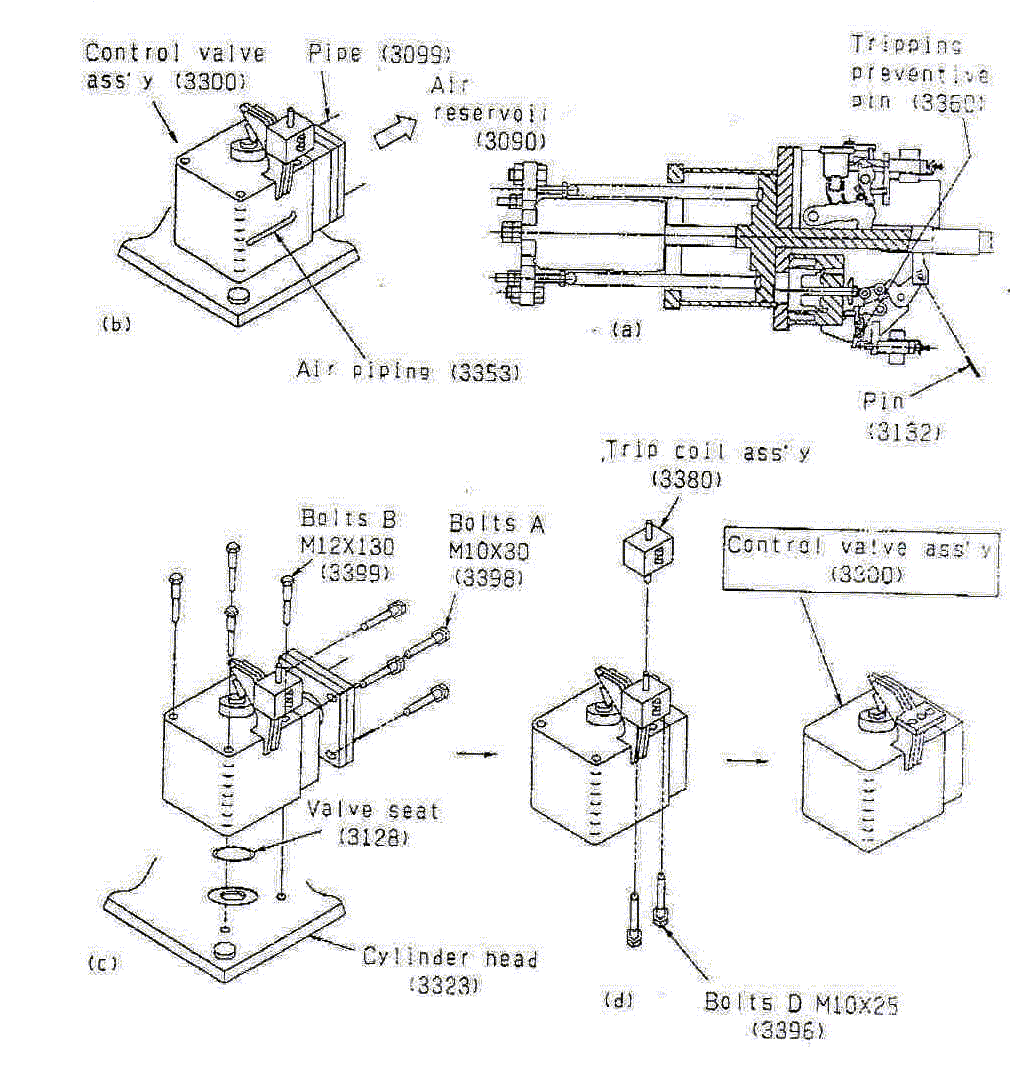 Control valve
ass'y (3300)
Pipe (3099)
Air
reservoir
(3090)
(b)
Air piping (3353)
Tripping
preventive
pin (3360)
(a)
Pin
(3132)
Trip coil ass'y
(3380)
Bolts B
M12X130
(3399)
Bolts A
M10X30
(3398)
Control valve ass'y
(3300)
Valve seat
(3128)
(c)
Cylinder head
(3323)
(d)
Bolts D M10X25
(3396)